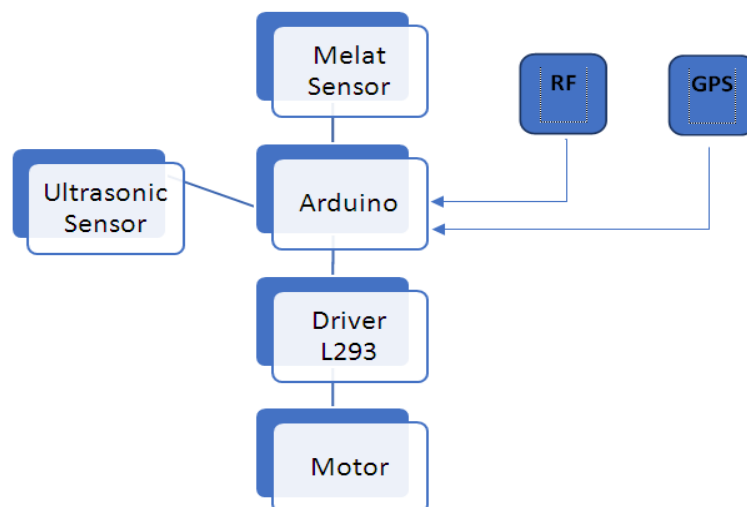 Melat
Sensor
RF
GPS
Ultrasonic
Sensor
Arduino
Driver
L293
Motor